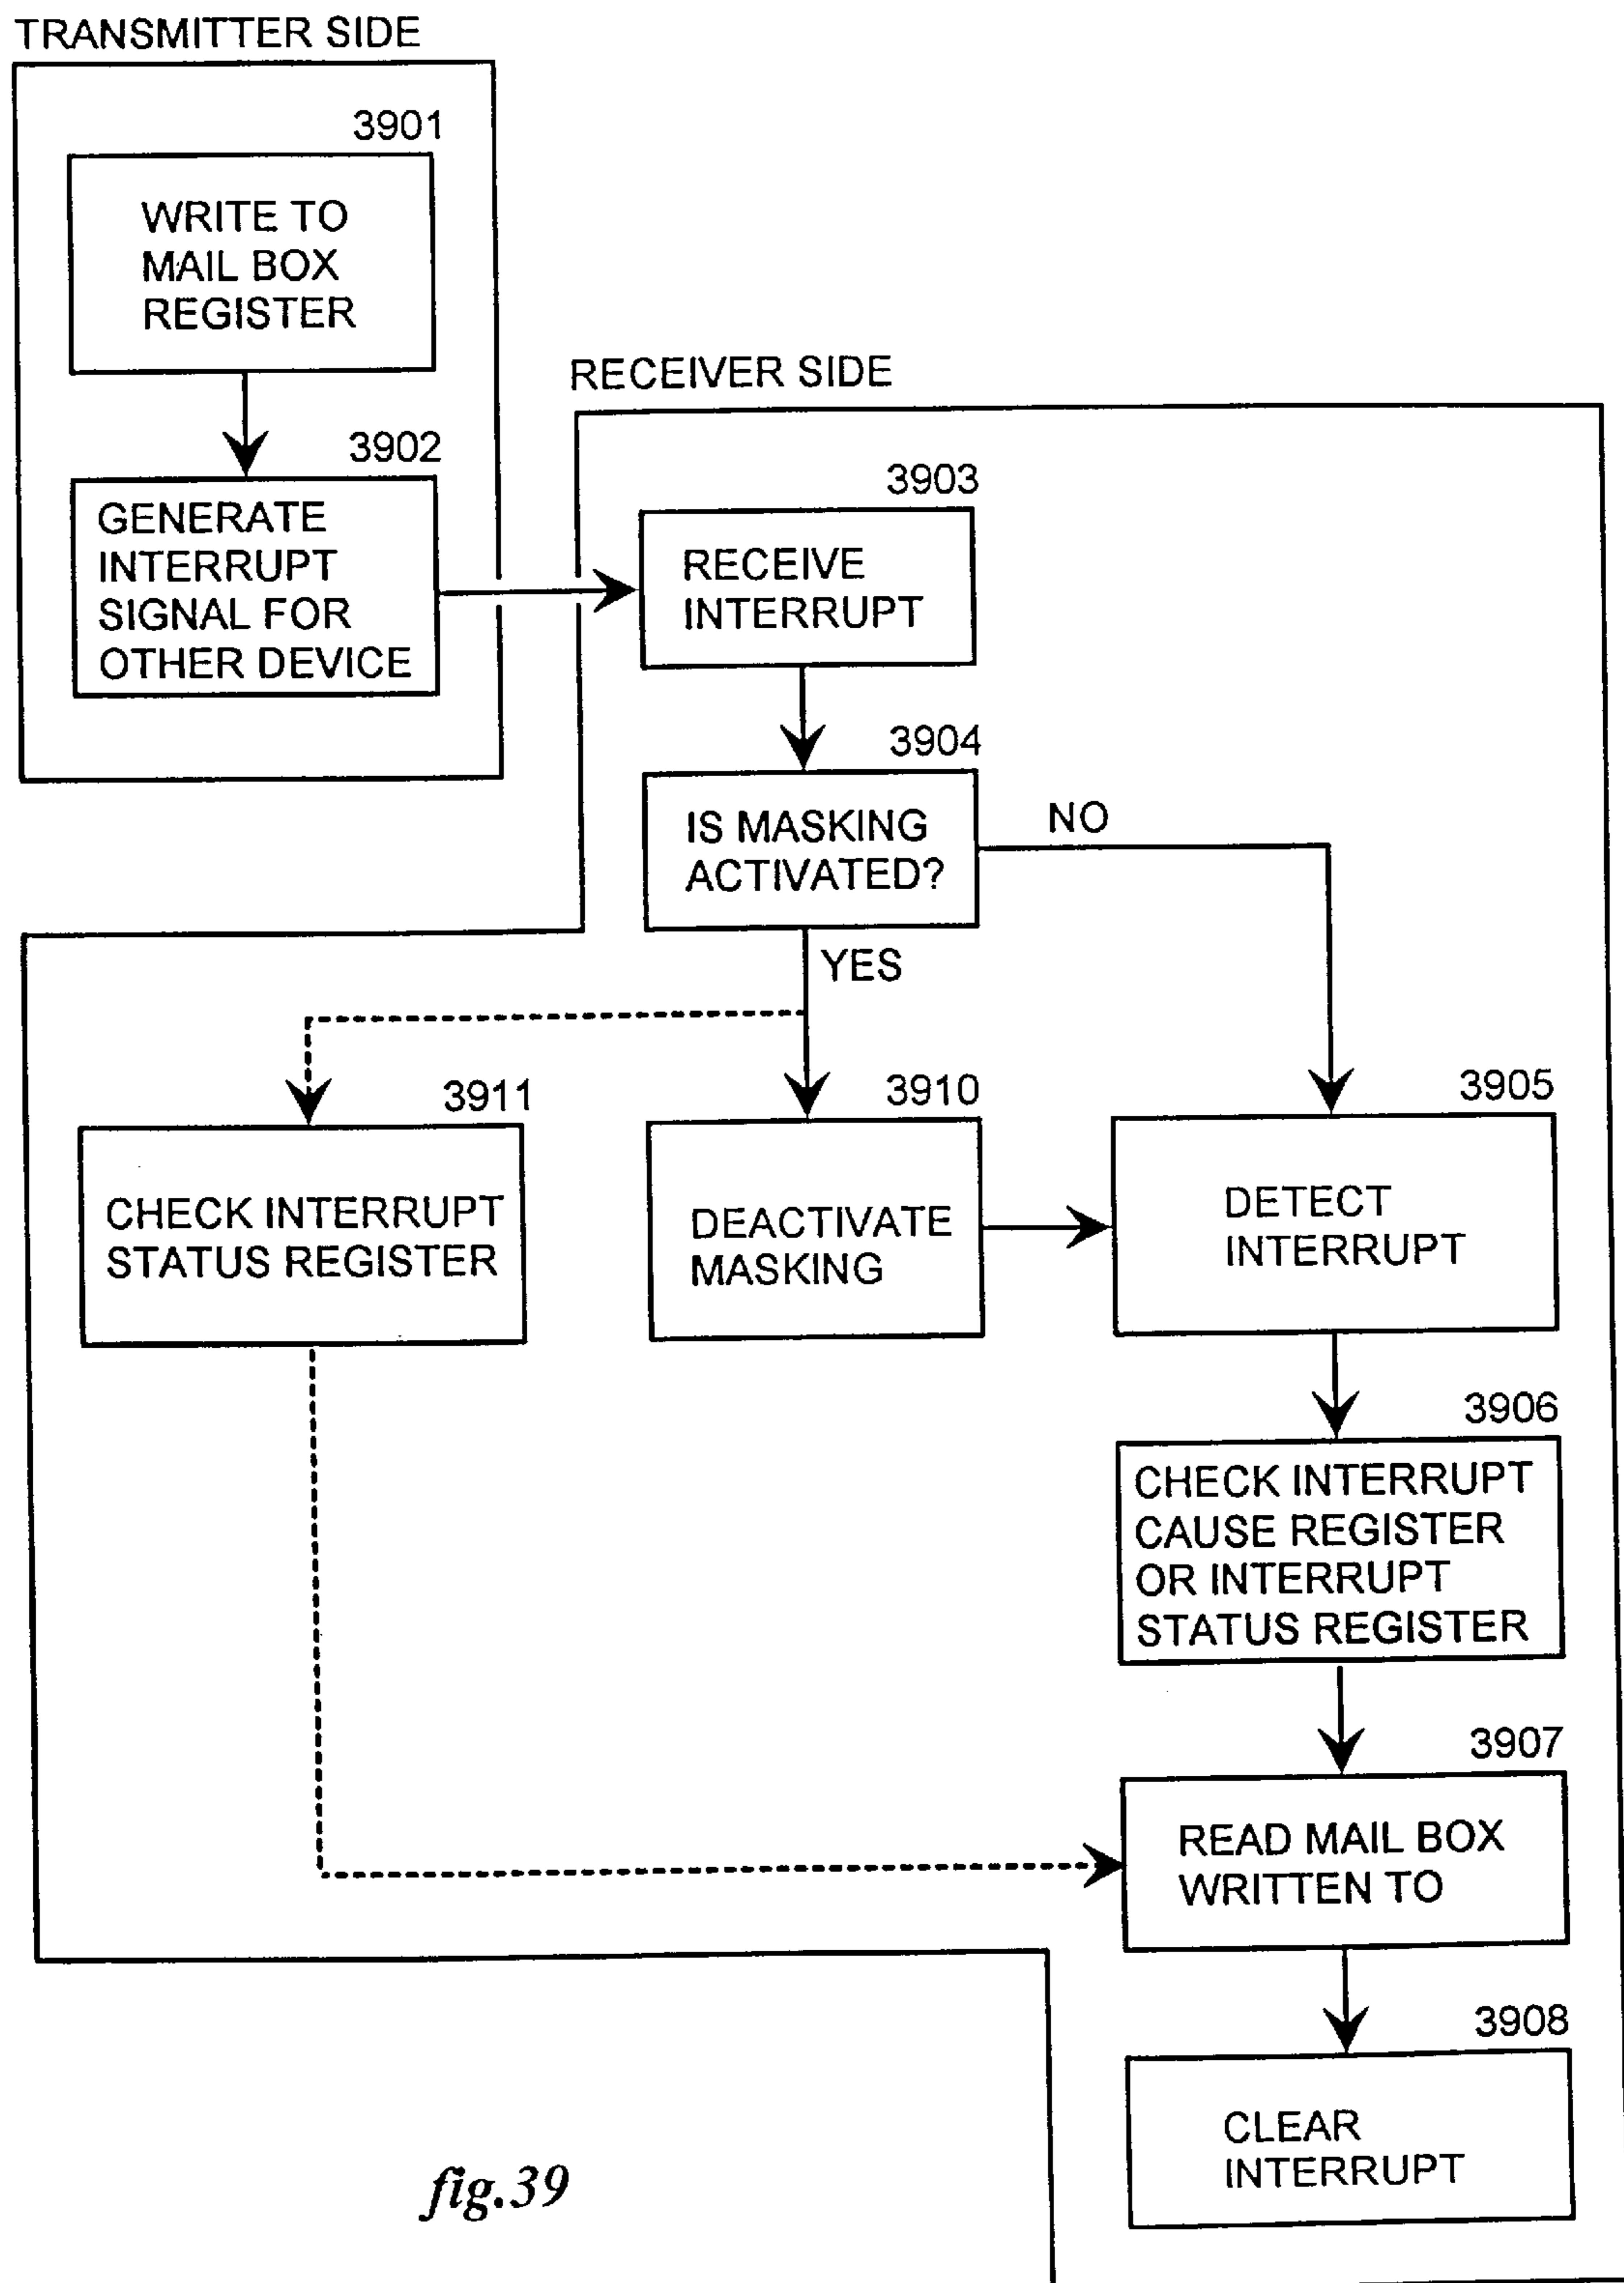 TRANSMITTER SIDE
3901
WRITE TO
MAIL BOX
REGISTER
3902
GENERATE
INTERRUPT
SIGNAL FOR
OTHER DEVICE
RECEIVER SIDE
3903
RECEIVE
INTERRUPT
3904
IS MASKING
ACTIVATED?
NO
YES
3911
CHECK INTERRUPT
STATUS REGISTER
3910
DEACTIVATE
MASKING
3905
DETECT
INTERRUPT
3906
CHECK INTERRUPT
CAUSE REGISTER
OR INTERRUPT
STATUS REGISTER
3907
READ MAIL BOX
WRITTEN TO
3908
CLEAR
INTERRUPT
fig.39